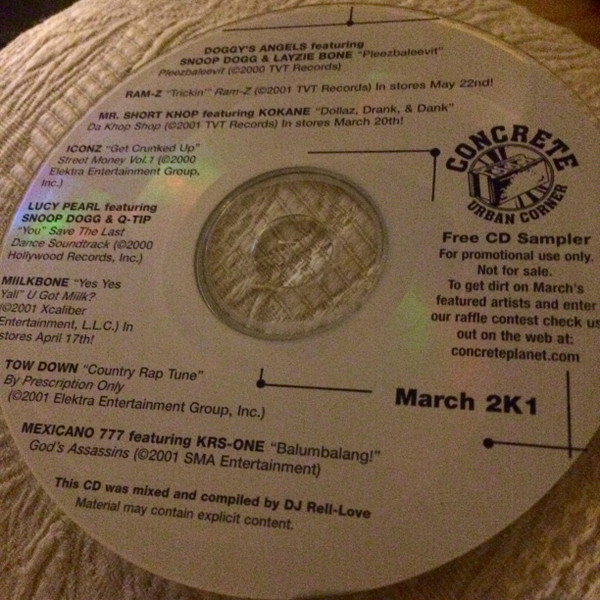 DOGGY'S ANGELS featuring
SNOOP DOGG & LAYZIE BONE "Pleezbaleevit"
Pleezbaleevit (©2000 TVT Records)
RAM-Z "Trickin'" Ram-Z (©2001 TVT Records) In stores May 22nd!
MR. SHORT KHOP featuring KOKANE "Dollaz, Drank, & Dank"
Da Khop Shop (©2001 TVT Records) In stores March 20th!
ICONZ "Get Crunked Up"
Street Money Vol.1 (©2000
Elektra Entertainment Group,
Inc.)
LUCY PEARL featuring
SNOOP DOGG & Q-TIP
"You" Save The Last
Dance Soundtrack (©2000
Hollywood Records, Inc.)
MIILKBONE "Yes Yes
Yall" U Got Miilk?
(©2001 Xcaliber
Entertainment, L.L.C.) In
stores April 17th!
TOW DOWN "Country Rap Tune"
By Prescription Only
(©2001 Elektra Entertainment Group, Inc.)
MEXICANO 777 featuring KRS-ONE "Balumbalang!"
God's Assassins (©2001 SMA Entertainment)
This CD was mixed and compiled by DJ Rell-Love
Material may contain explicit content.
CONCRETE
URBAN CORNER
Free CD Sampler
For promotional use only.
Not for sale.
To get dirt on March's
featured artists and enter
our raffle contest check us
out on the web at:
concreteplanet.com
March 2K1